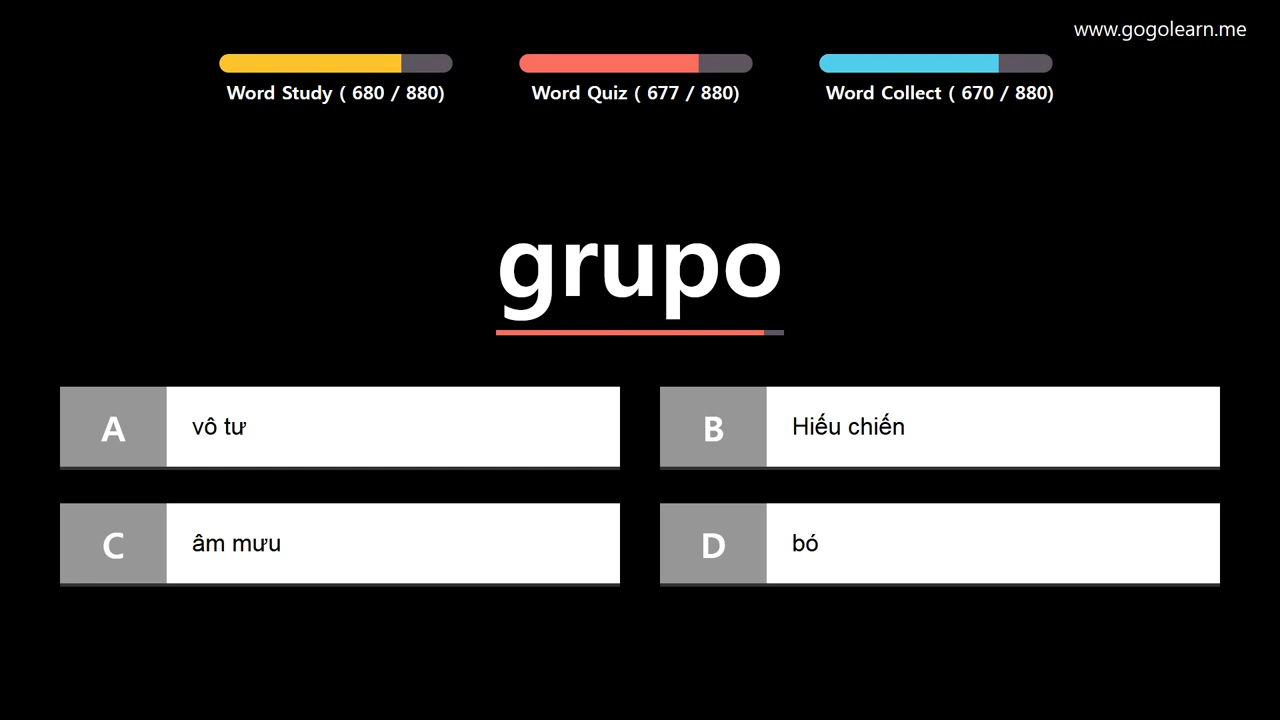 www.gogolearn.me
Word Study ( 680 / 880)
Word Quiz ( 677 / 880)
Word Collect ( 670 / 880)
grupo
A vô tư
B Hiếu chiến
C âm mưu
D bó